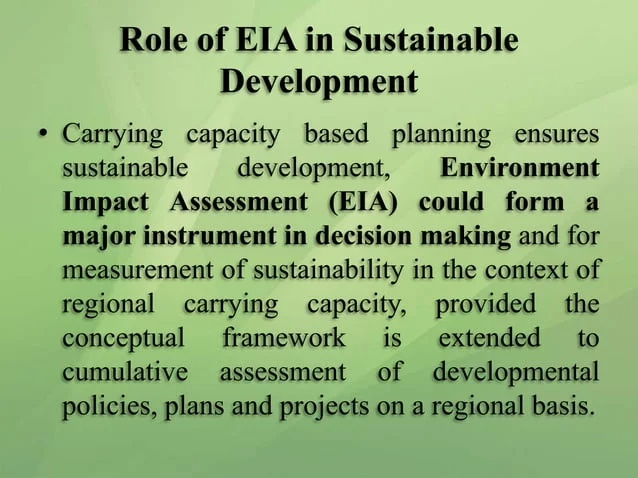 Role of EIA in Sustainable
Development
• Carrying capacity based planning ensures
sustainable development, Environment
Impact Assessment (EIA) could form a
major instrument in decision making and for
measurement of sustainability in the context of
regional carrying capacity, provided the
conceptual framework is extended to
cumulative assessment of developmental
policies, plans and projects on a regional basis.